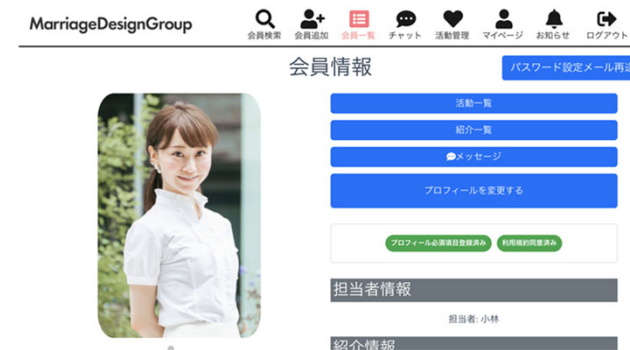 MarriageDesignGroup
会員検索 会員追加 会員一覧 チャット 活動管理 マイページ お知らせ ログアウト
会員情報
パスワード設定メール再送
活動一覧
紹介一覧
メッセージ
プロフィールを変更する
プロフィール必須項目登録済み 利用規約同意済み
担当者情報
担当者: 小林
紹介情報